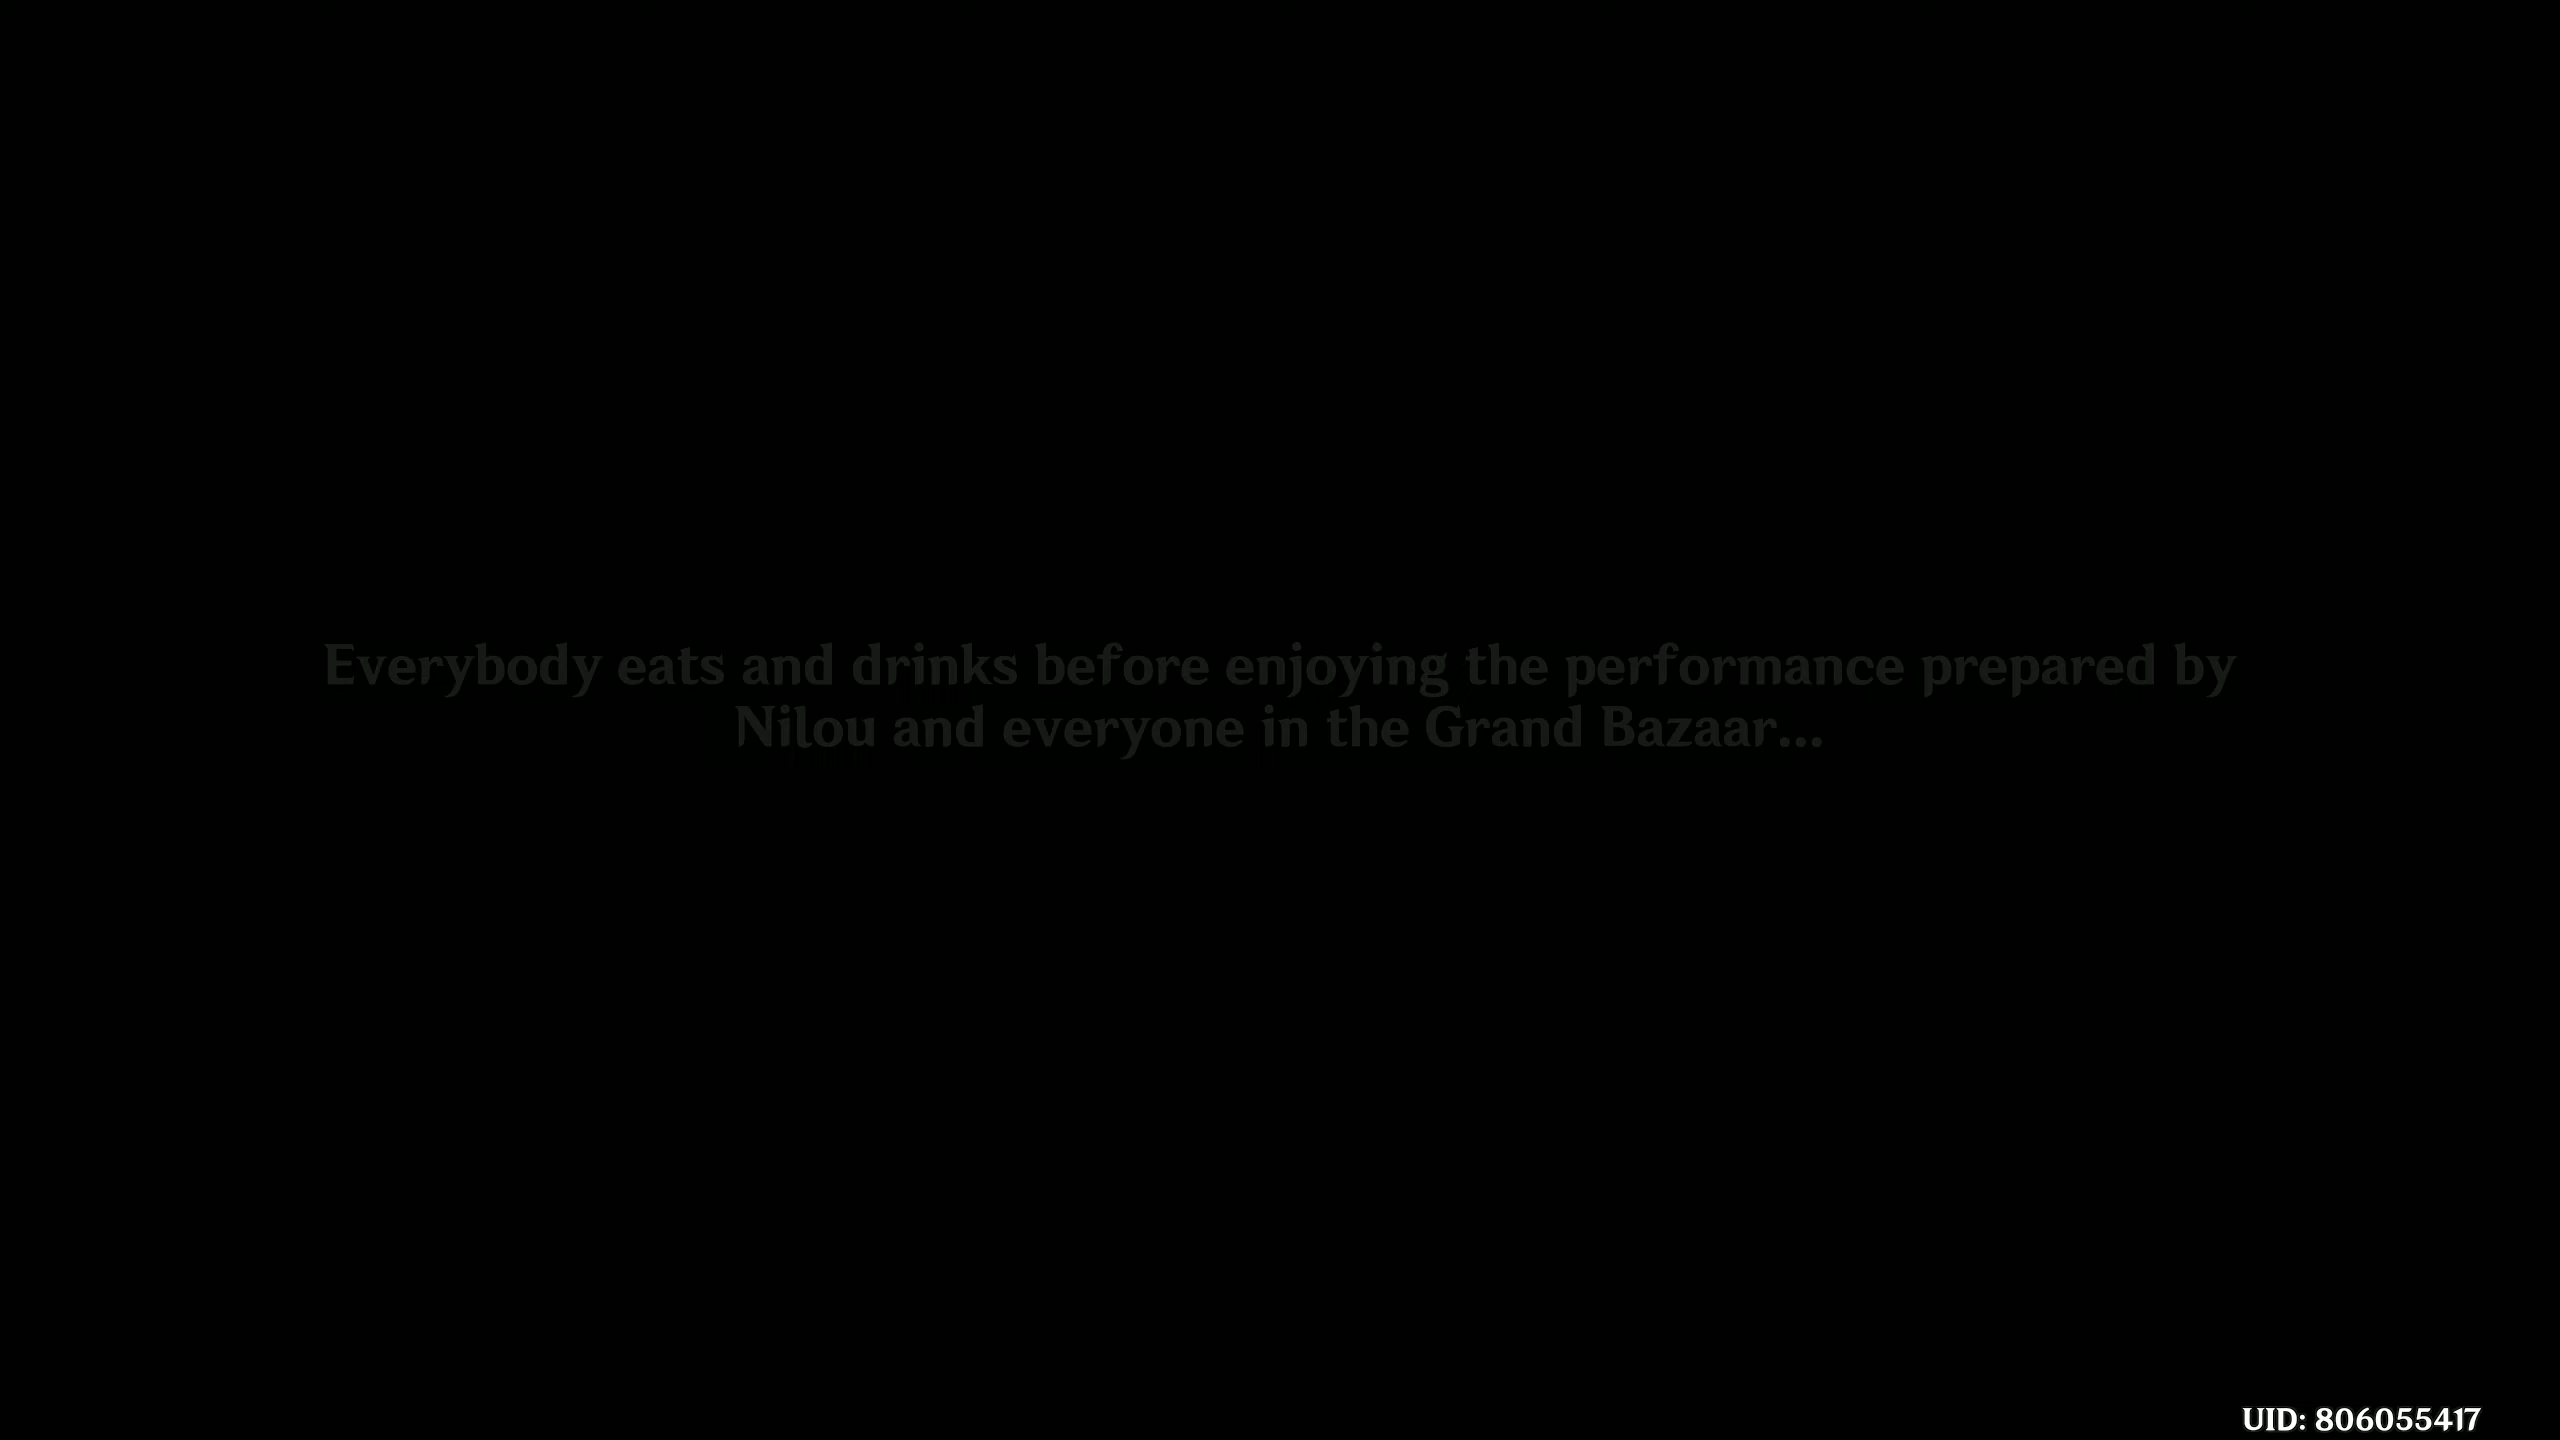 Everybody eats and drinks before enjoying the performance prepared by
Nilou and everyone in the Grand Bazaar...
UID: 806055417